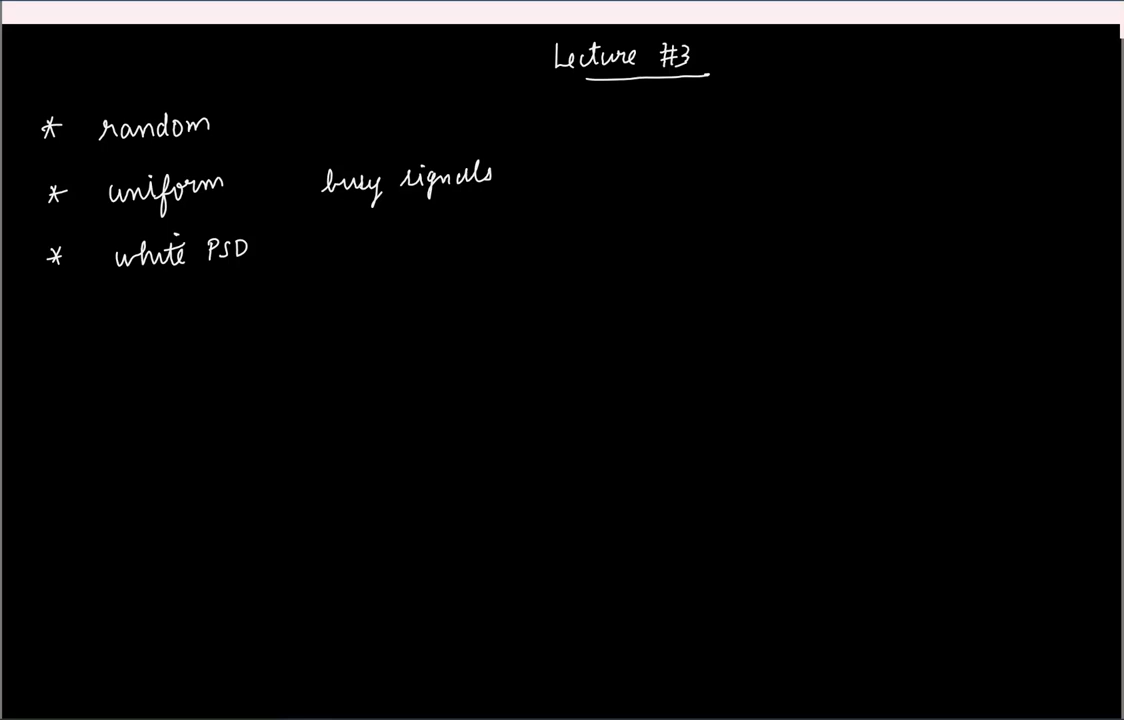 Lecture #3
* random
* uniform busy signals
* white PSD